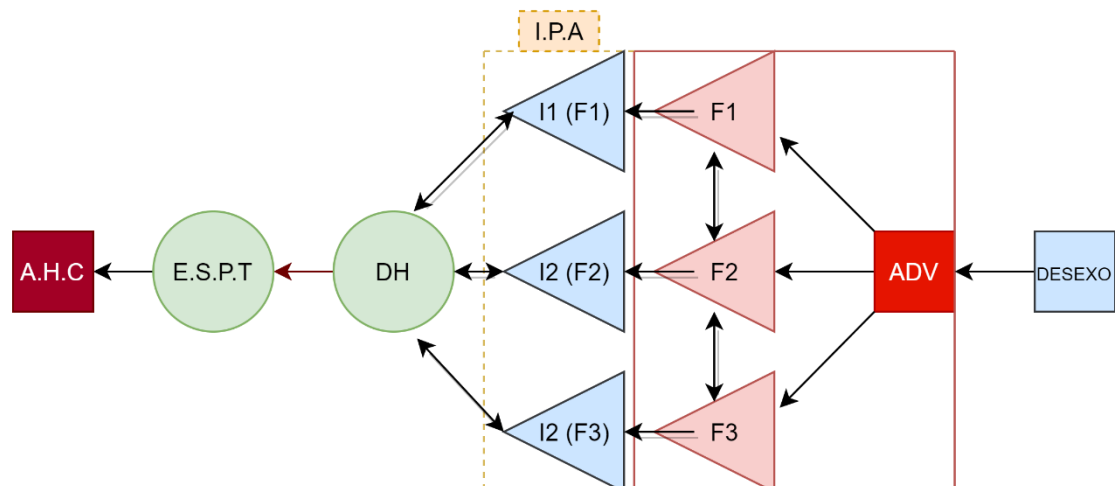 I.P.A
I1 (F1)
F1
A.H.C
E.S.P.T
DH
I2 (F2)
F2
ADV
DESEXO
I2 (F3)
F3